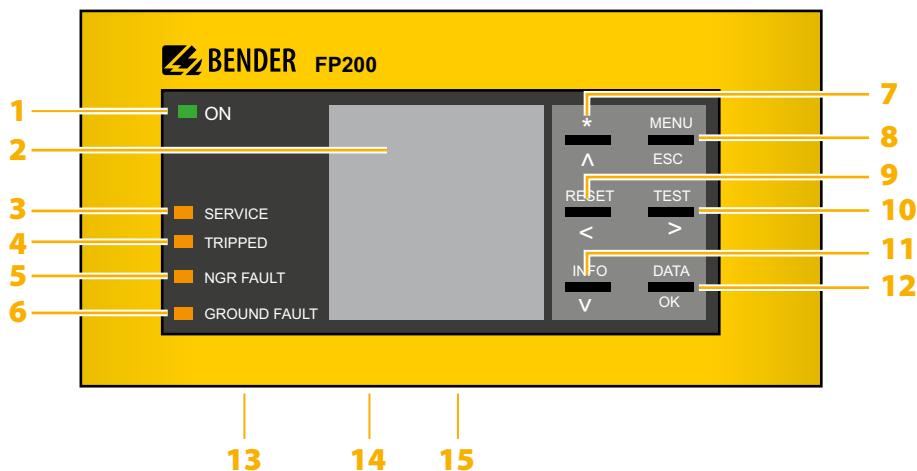 BENDER FP200
1 ON
2
3 SERVICE
4 TRIPPED
5 NGR FAULT
6 GROUND FAULT
* 7
^
MENU 8
ESC
RESET 9
<
TEST 10
>
INFO 11
v
DATA 12
OK
13 14 15